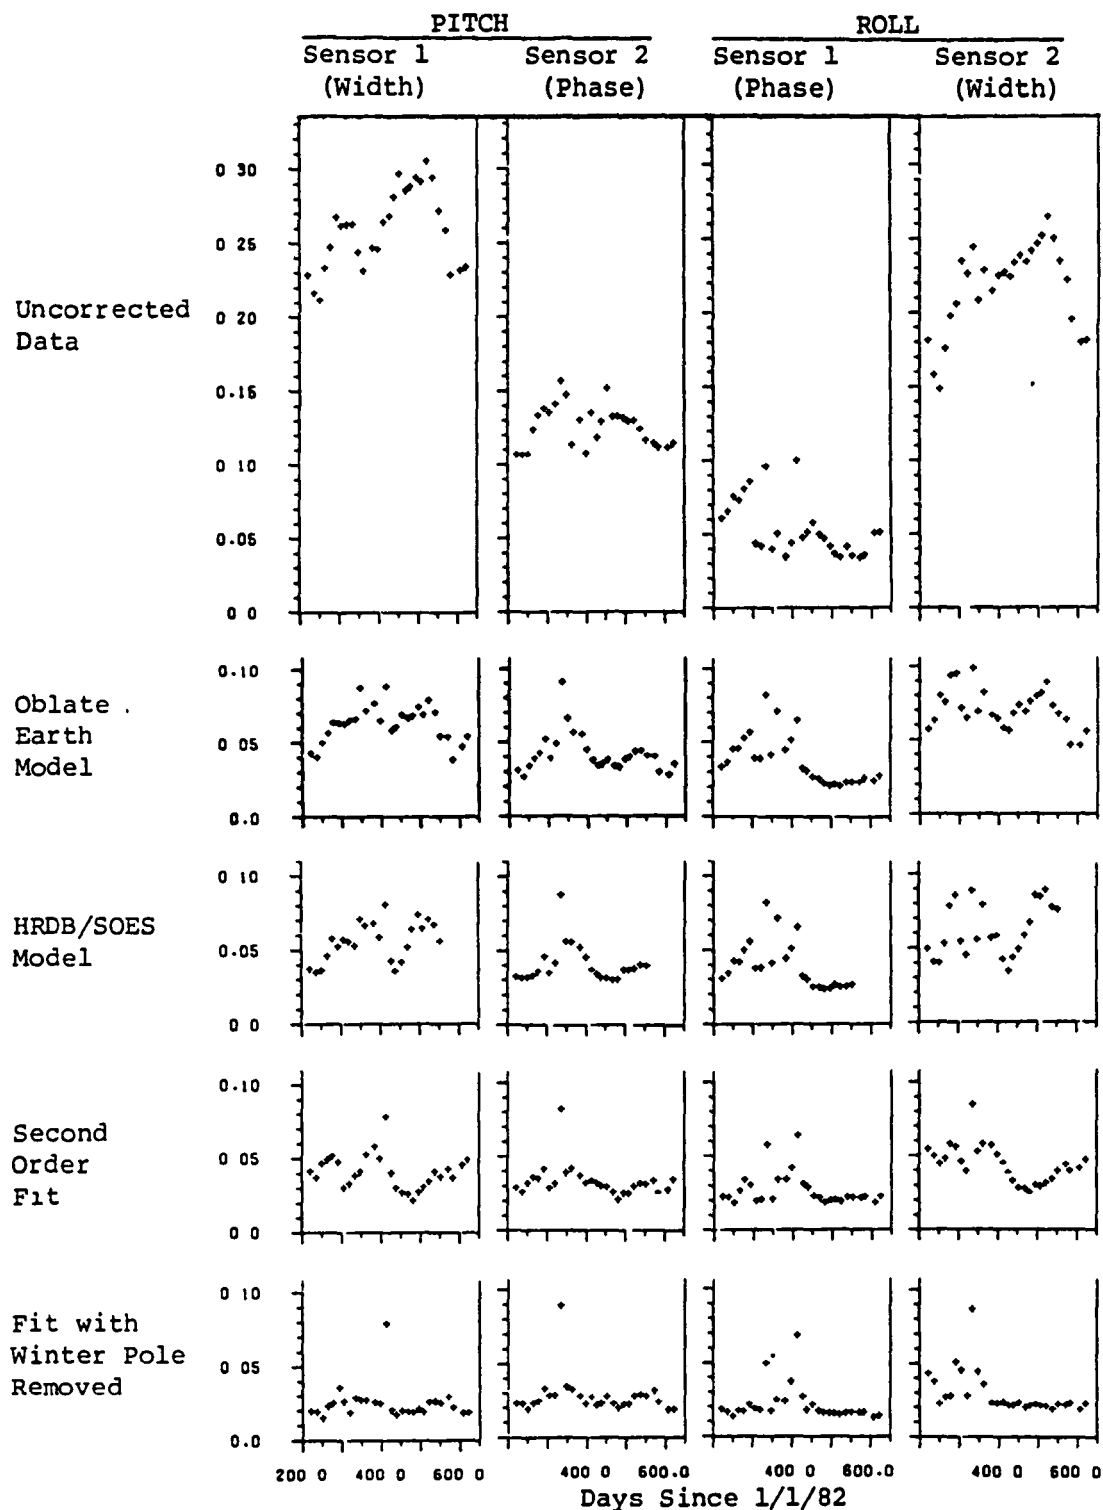 PITCH ROLL
Sensor 1 Sensor 2 Sensor 1 Sensor 2
(Width) (Phase) (Phase) (Width)
0 30
0 25
Uncorrected
Data
0 20
0.15
0 10
0.05
0 0
Oblate .
Earth
Model
0.10
0 05
0.0
HRDB/SOES
Model
0 10
0.05
0 0
Second
Order
Fit
0.10
0 05
0 0
Fit with
Winter Pole
Removed
0 10
0 05
0.0
200 0 400 0 600 0 400 0 600.0 400 0 600.0 400 0 600 0
Days Since 1/1/82